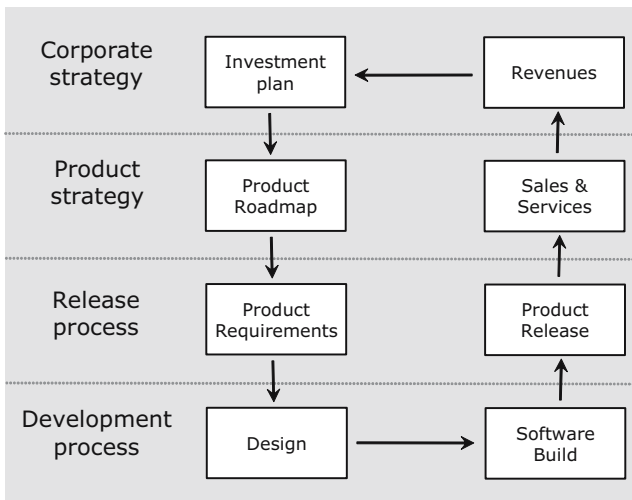 Corporate
strategy
Investment
plan
Revenues
Product
strategy
Product
Roadmap
Sales &
Services
Release
process
Product
Requirements
Product
Release
Development
process
Design
Software
Build